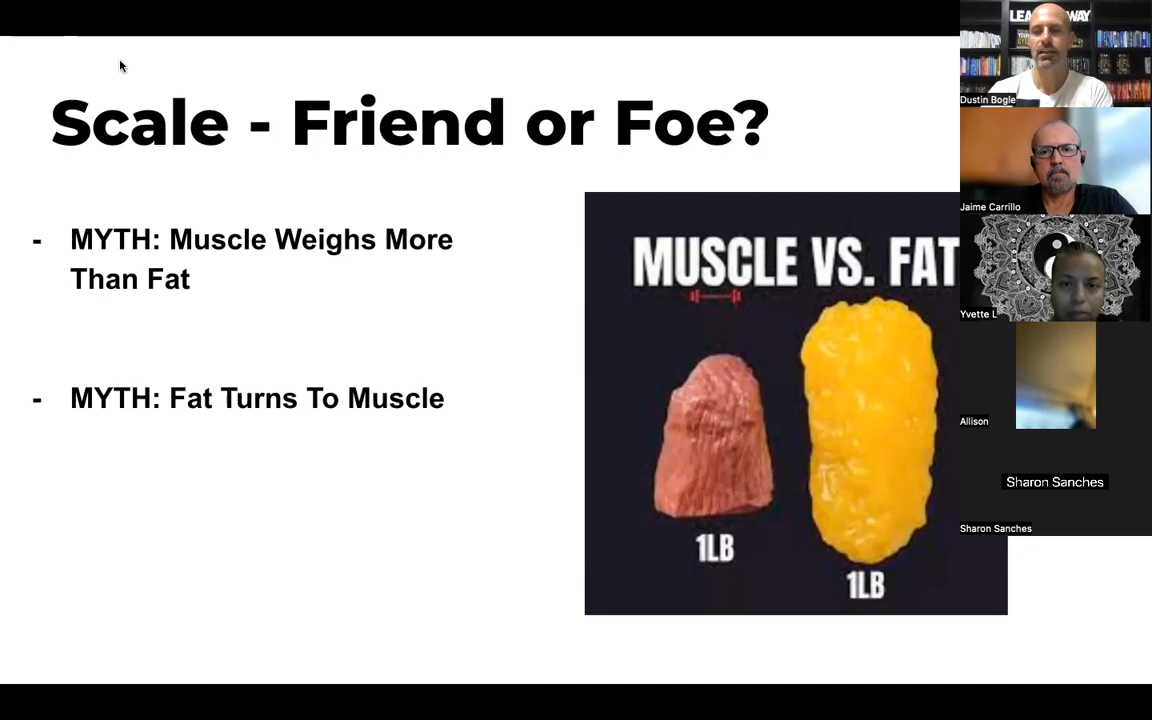 Scale - Friend or Foe?
- MYTH: Muscle Weighs More
Than Fat
- MYTH: Fat Turns To Muscle
MUSCLE VS. FAT
1LB
1LB
Dustin Bogle
Jaime Carrillo
Yvette L
Allison
Sharon Sanches
Sharon Sanches